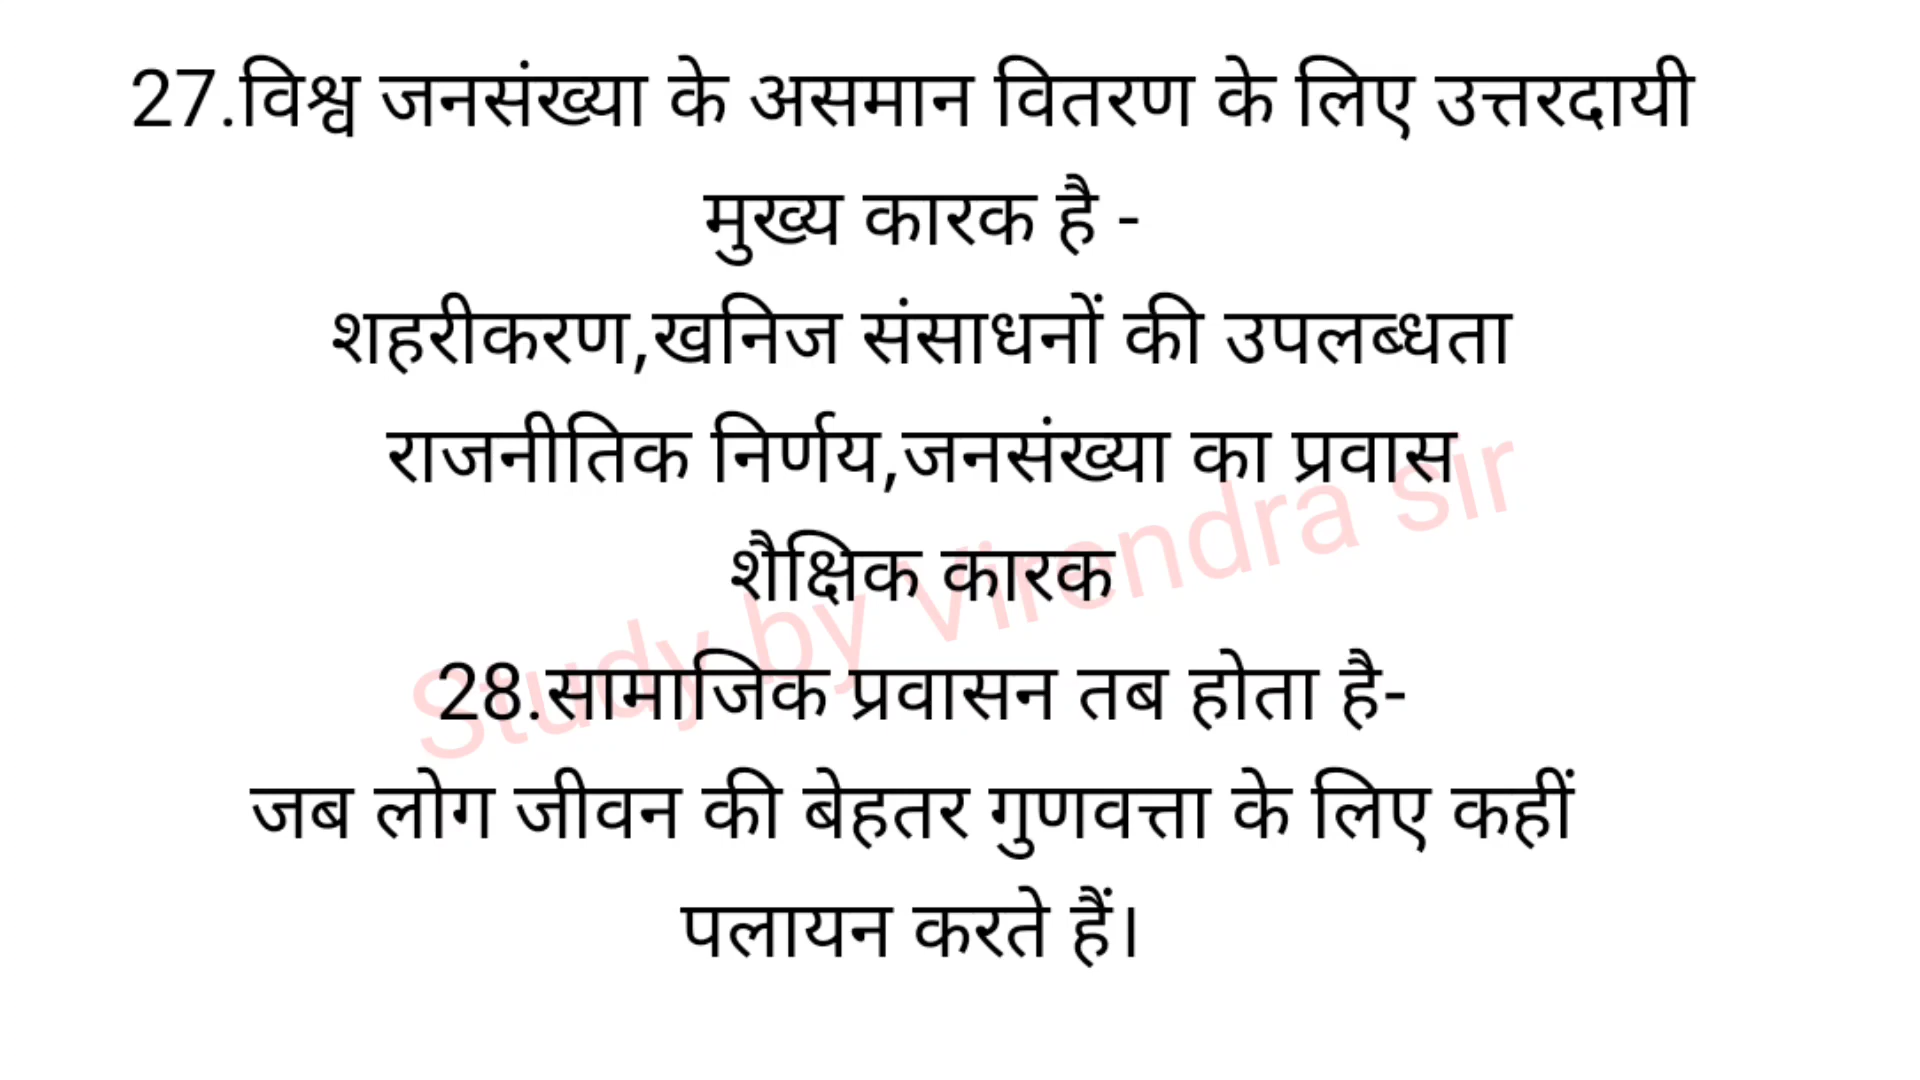 27.विश्व जनसंख्या के असमान वितरण के लिए उत्तरदायी
मुख्य कारक है -
शहरीकरण,खनिज संसाधनों की उपलब्धता
राजनीतिक निर्णय,जनसंख्या का प्रवास
शैक्षिक कारक
Study by Virendra sir
28.सामाजिक प्रवासन तब होता है-
जब लोग जीवन की बेहतर गुणवत्ता के लिए कहीं
पलायन करते हैं।